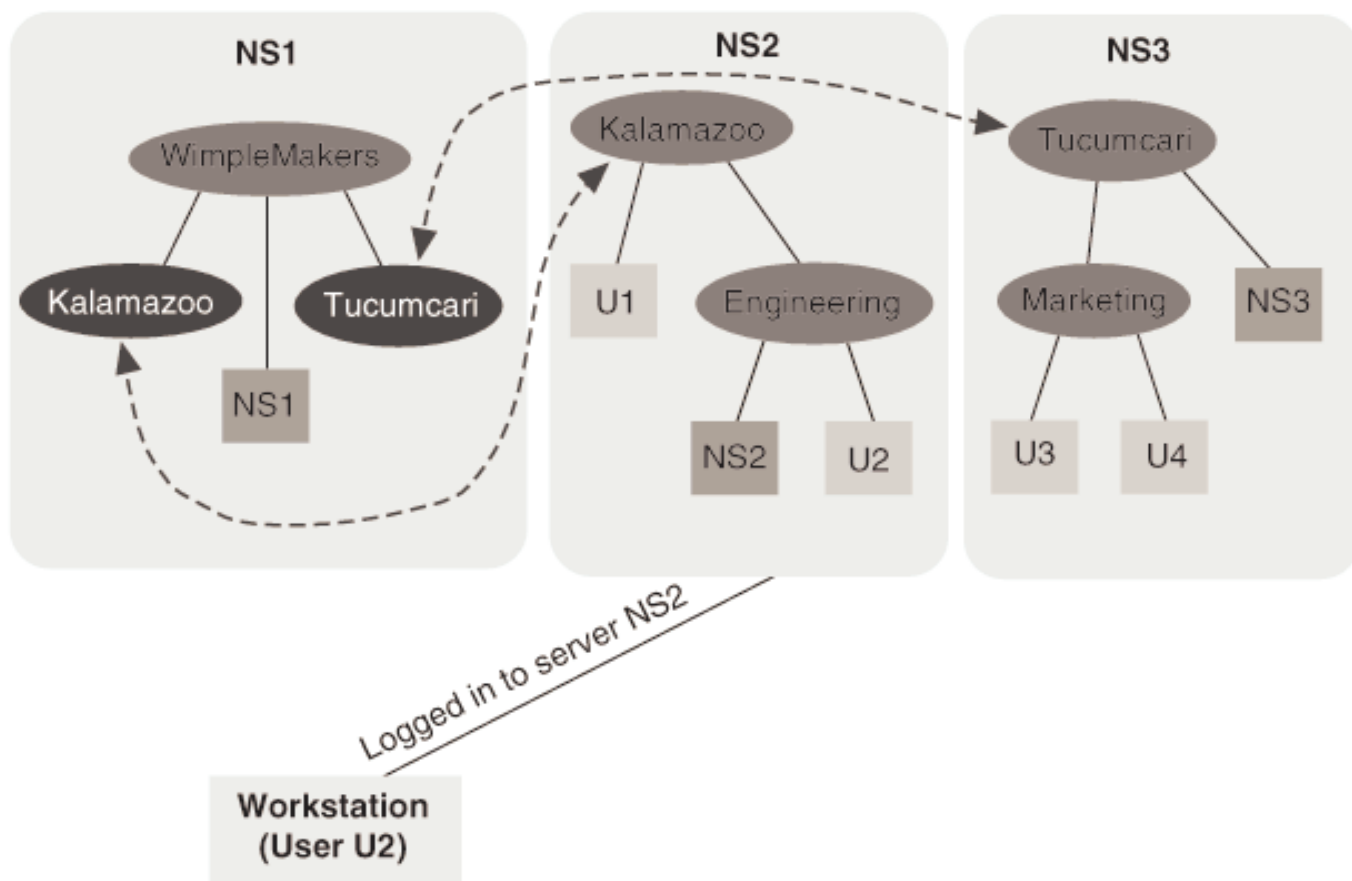 NS1
WimpleMakers
Kalamazoo
Tucumcari
NS1
NS2
Kalamazoo
U1
Engineering
NS2
U2
NS3
Tucumcari
Marketing
NS3
U3
U4
Logged in to server NS2
Workstation
(User U2)